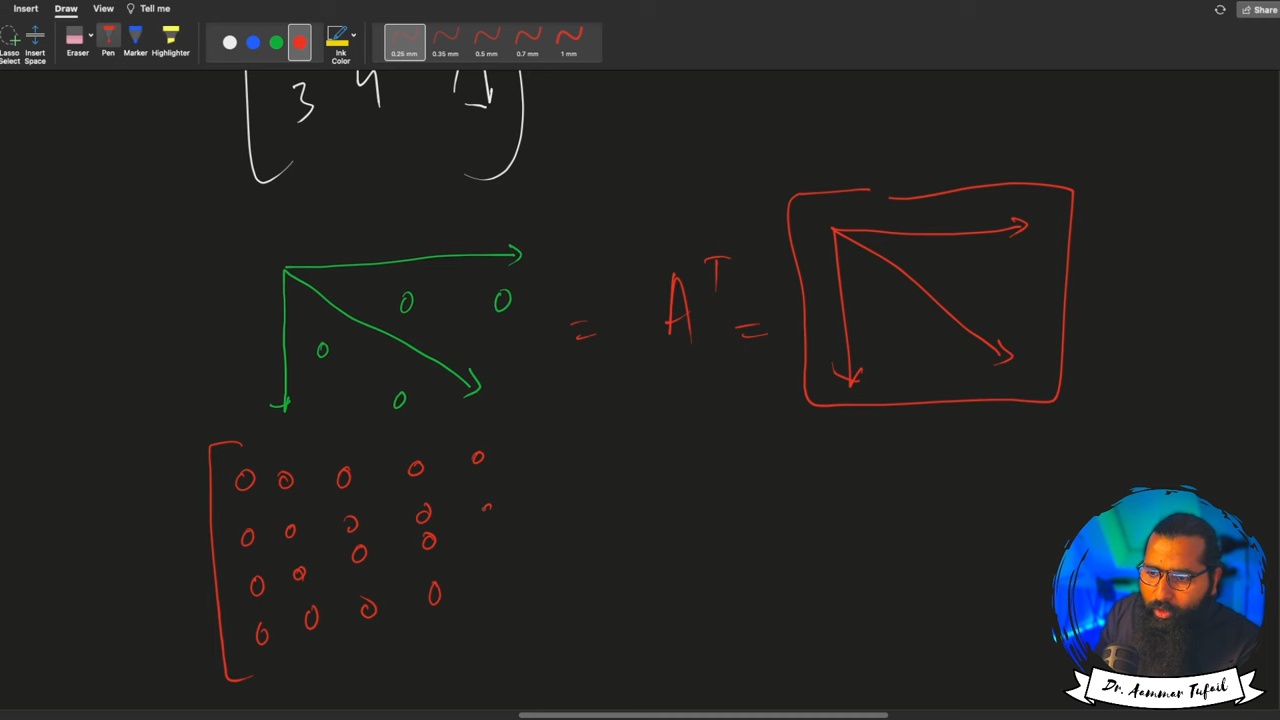 Insert Draw View Tell me
Share
Lasso Select
Insert Space
Eraser
Pen
Marker
Highlighter
Ink Color
0.25 mm 0.35 mm 0.5 mm 0.7 mm 1 mm
3 4 1
0 0
0
0
= A^T =
0 0 0 0 0
0 0 0 0
0 0 0 0
0 0 0 0
Dr. Aammar Tufail